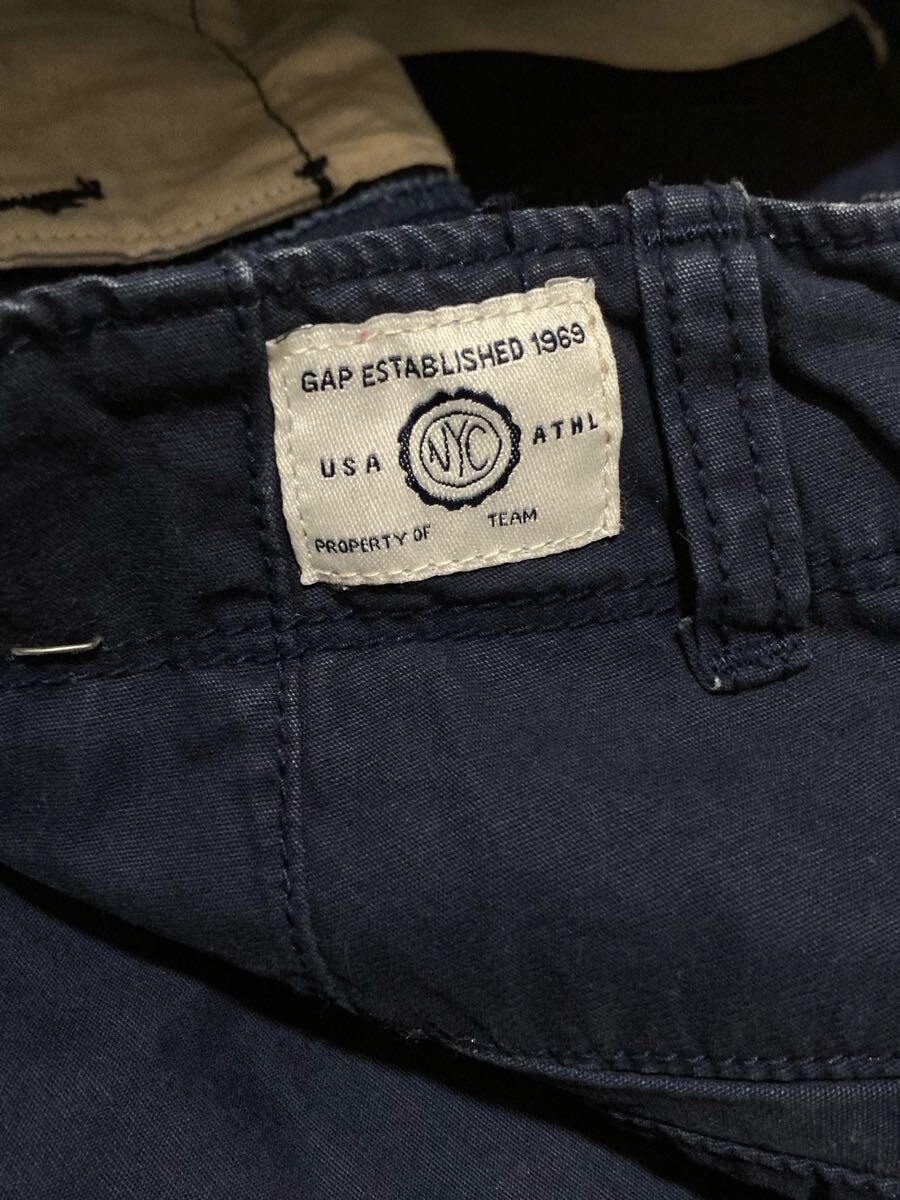 GAP ESTABLISHED 1969
USA NYC ATHL
PROPERTY OF TEAM